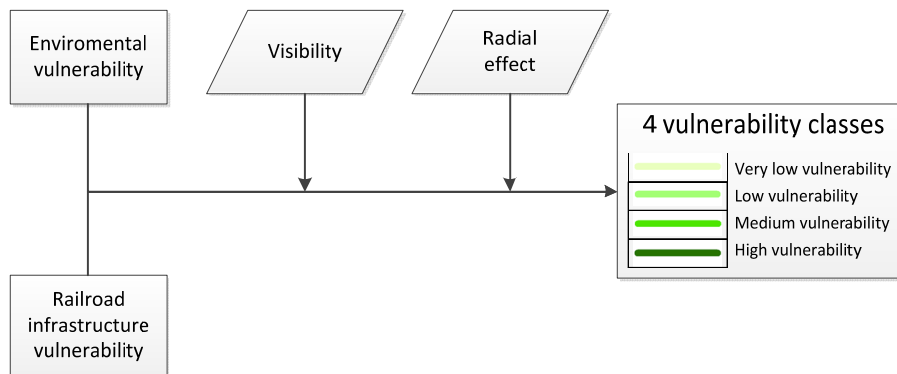 Enviromental
vulnerability
Visibility
Radial
effect
4 vulnerability classes
Very low vulnerability
Low vulnerability
Medium vulnerability
High vulnerability
Railroad
infrastructure
vulnerability